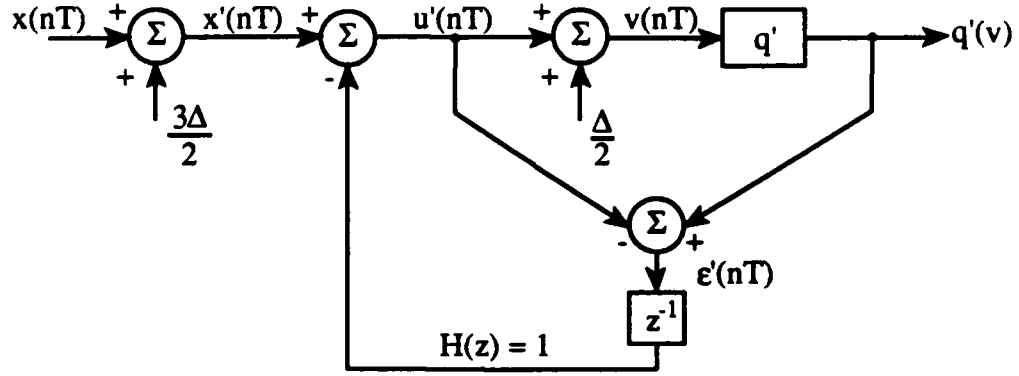 x(nT)
+
Σ
+
3Δ
2
x'(nT)
+
Σ
-
u'(nT)
+
Σ
+
Δ
2
v(nT)
q'
q'(v)
Σ
-
+
ε'(nT)
z⁻¹
H(z) = 1